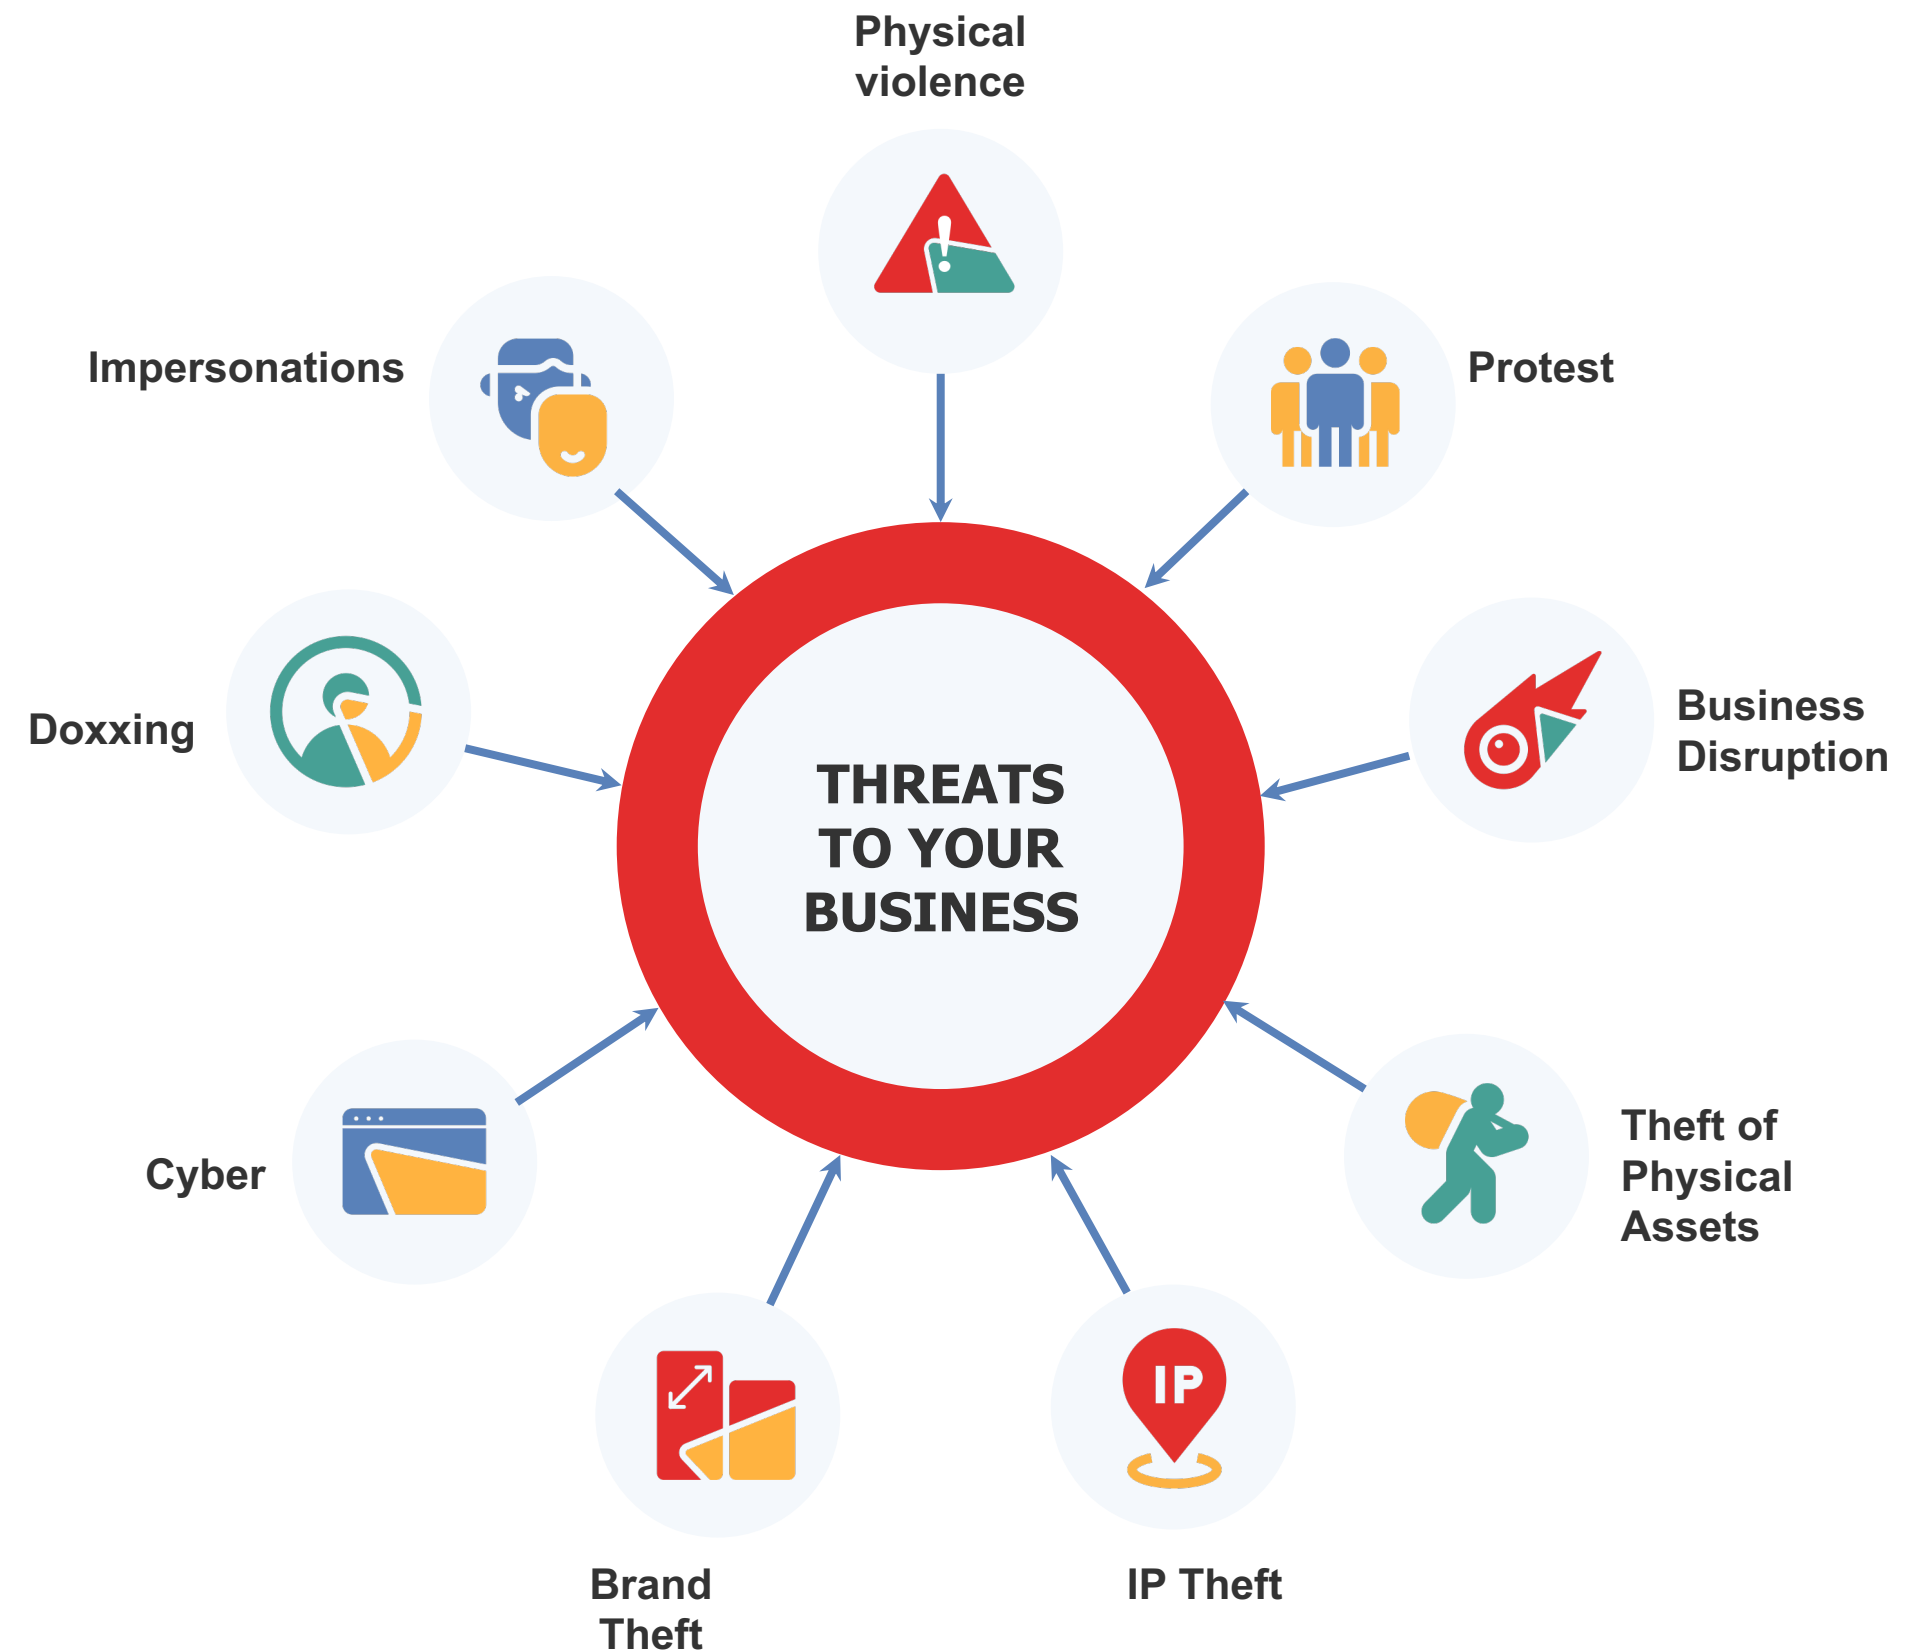 Physical
violence
Impersonations
Protest
Doxxing
Business
Disruption
THREATS
TO YOUR
BUSINESS
Cyber
Theft of
Physical
Assets
IP
Brand
Theft
IP Theft